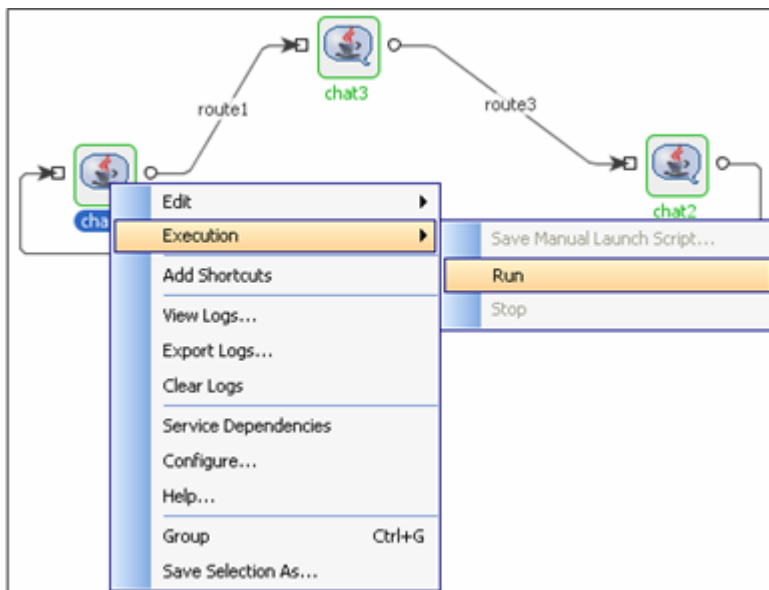 chat3
route1
route3
chat2
cha
Edit
Execution
Add Shortcuts
View Logs...
Export Logs...
Clear Logs
Service Dependencies
Configure...
Help...
Group Ctrl+G
Save Selection As...
Save Manual Launch Script...
Run
Stop